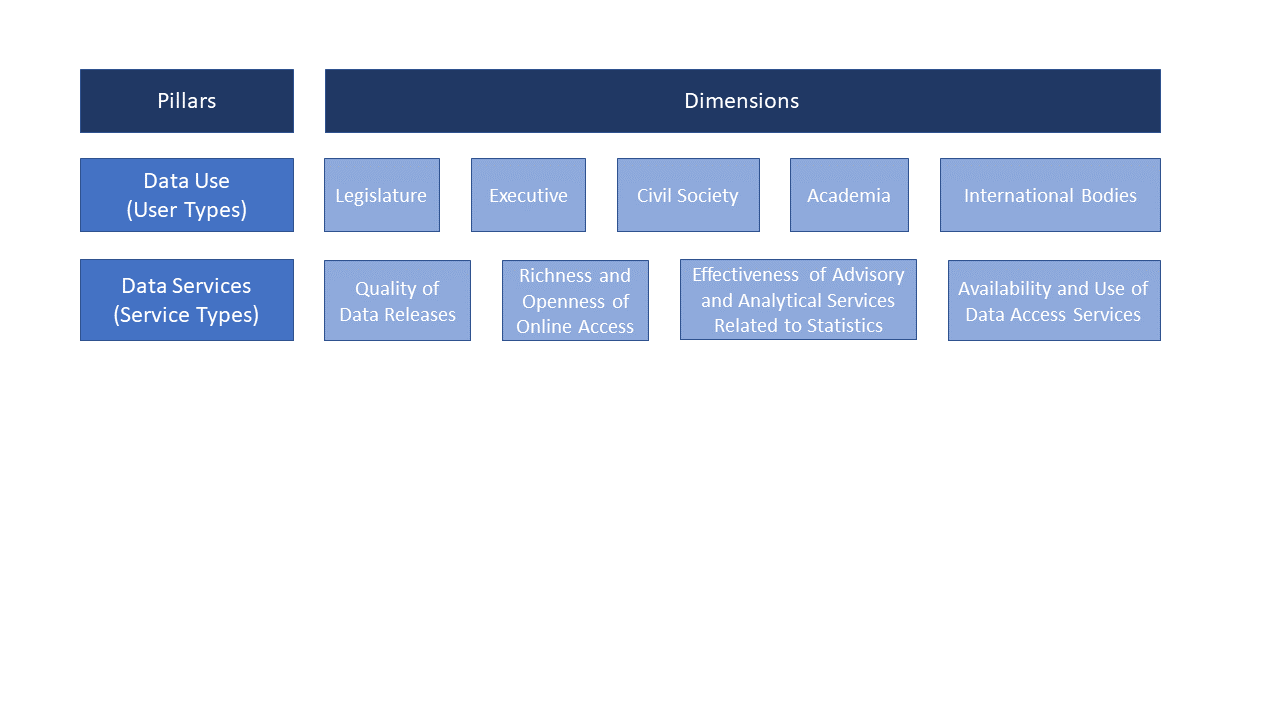 Pillars
Dimensions
Data Use
(User Types)
Legislature
Executive
Civil Society
Academia
International Bodies
Data Services
(Service Types)
Quality of
Data Releases
Richness and
Openness of
Online Access
Effectiveness of Advisory
and Analytical Services
Related to Statistics
Availability and Use of
Data Access Services